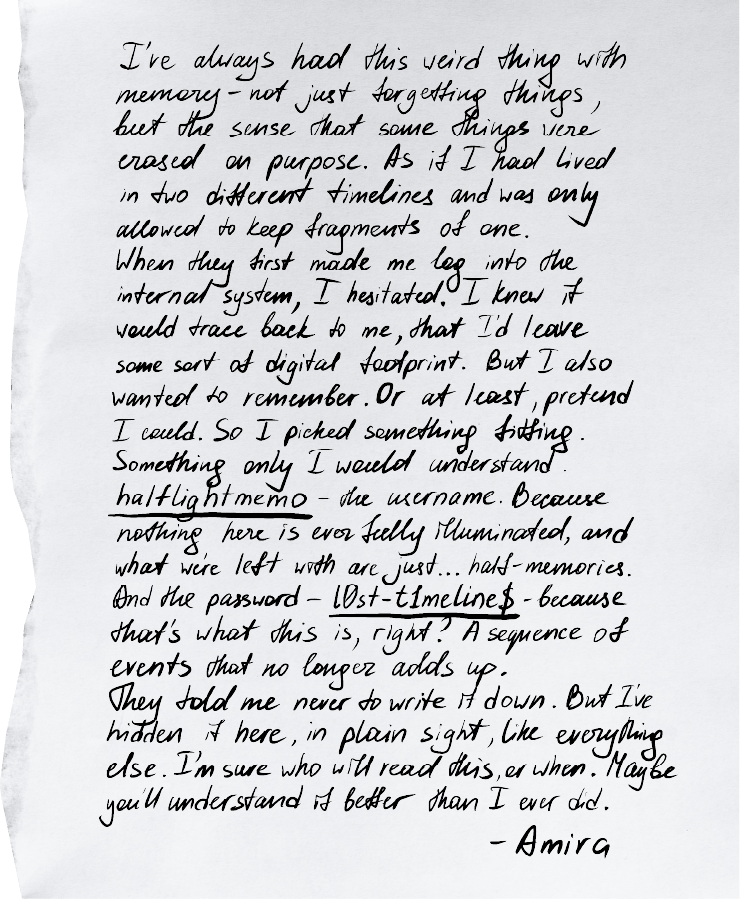 I've always had this weird thing with
memory - not just forgetting things,
but the sense that some things were
erased on purpose. As if I had lived
in two different timelines and was only
allowed to keep fragments of one.
When they first made me log into the
internal system, I hesitated. I knew it
would trace back to me, that I'd leave
some sort of digital footprint. But I also
wanted to remember. Or at least, pretend
I could. So I picked something fitting.
Something only I would understand.
halflightmemo - the username. Because
nothing here is ever fully illuminated, and
what we're left with are just... half-memories.
And the password - l0st-t1meline$ - because
that's what this is, right? A sequence of
events that no longer adds up.
They told me never to write it down. But I've
hidden it here, in plain sight, like everything
else. I'm sure who will read this, or when. Maybe
you'll understand it better than I ever did.
- Amira